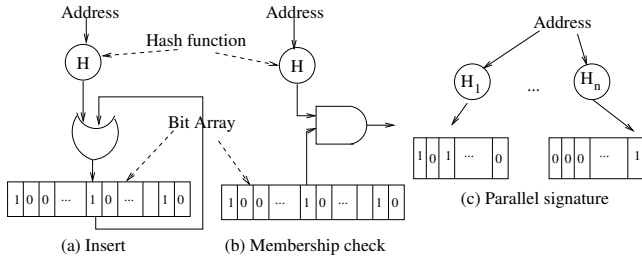 Address
Address
Address
Hash function
H
H
H1
...
Hn
Bit Array
1 0 0 ... 1 0 ... 1 0
1 0 0 ... 1 0 0 ... 1 0
1 0 1 ... 0
0 0 0 ... 1
(a) Insert
(b) Membership check
(c) Parallel signature